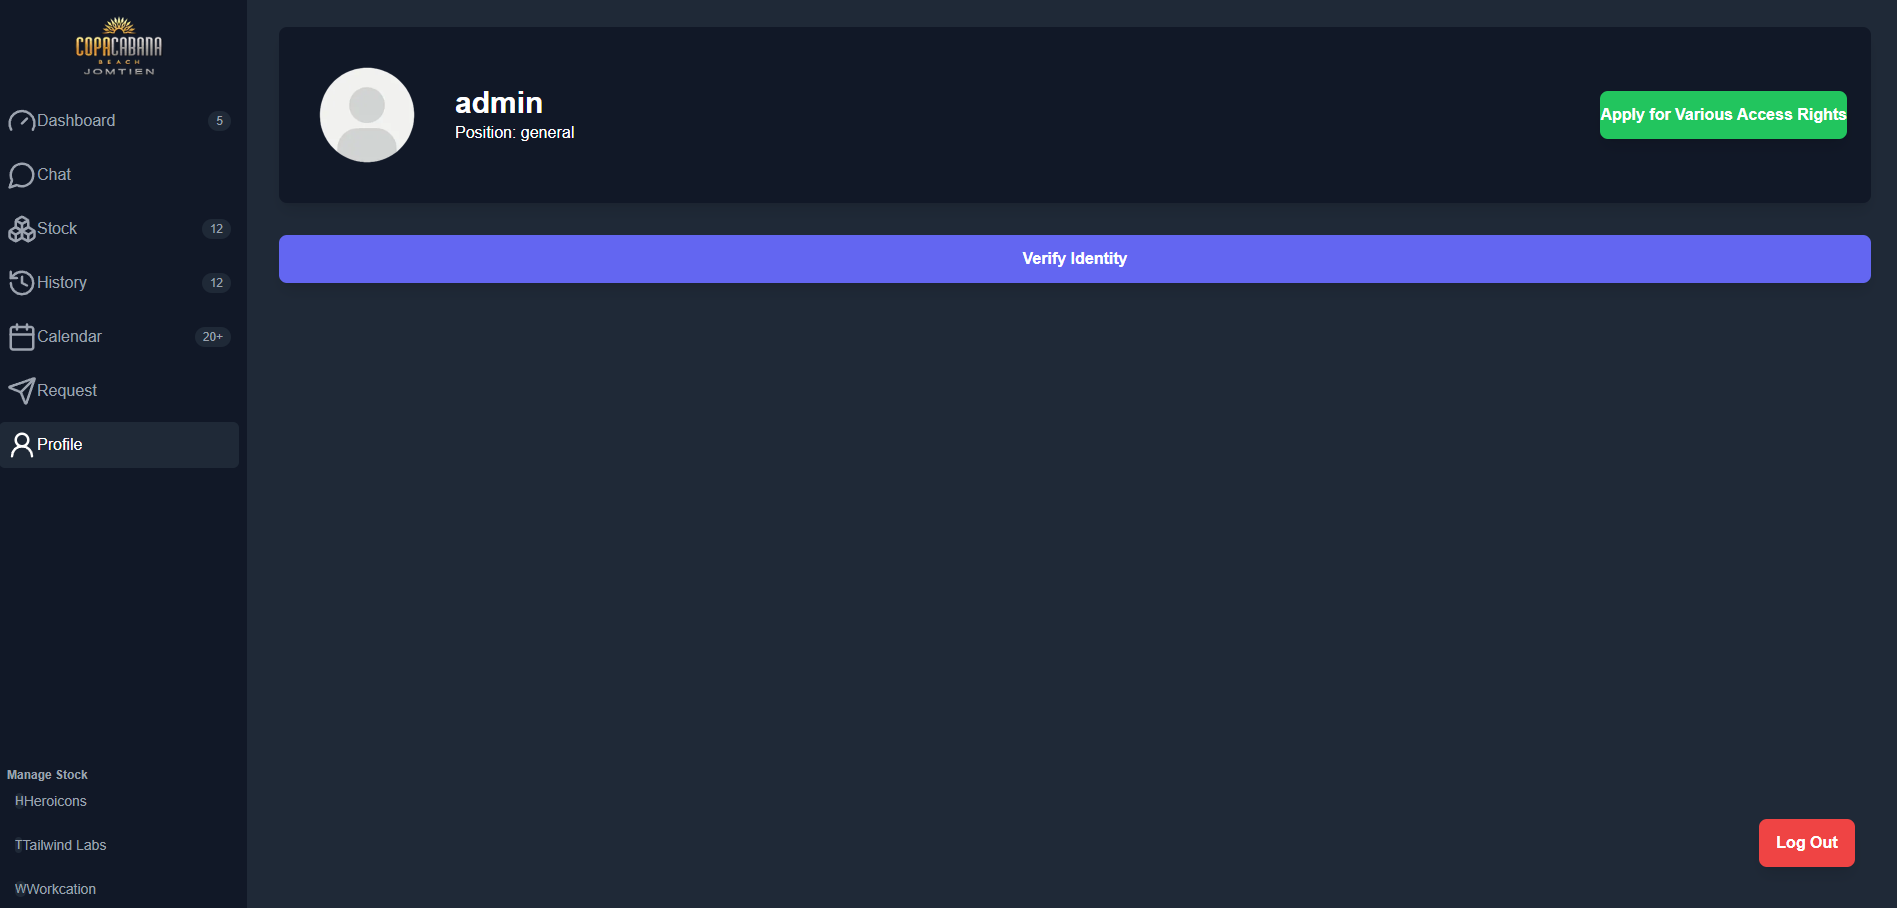 COPACABANA
BEACH
JOMTIEN
Dashboard 5
Chat
Stock 12
History 12
Calendar 20+
Request
Profile
Manage Stock
HHeroicons
TTailwind Labs
WWorkcation
admin
Position: general
Apply for Various Access Rights
Verify Identity
Log Out